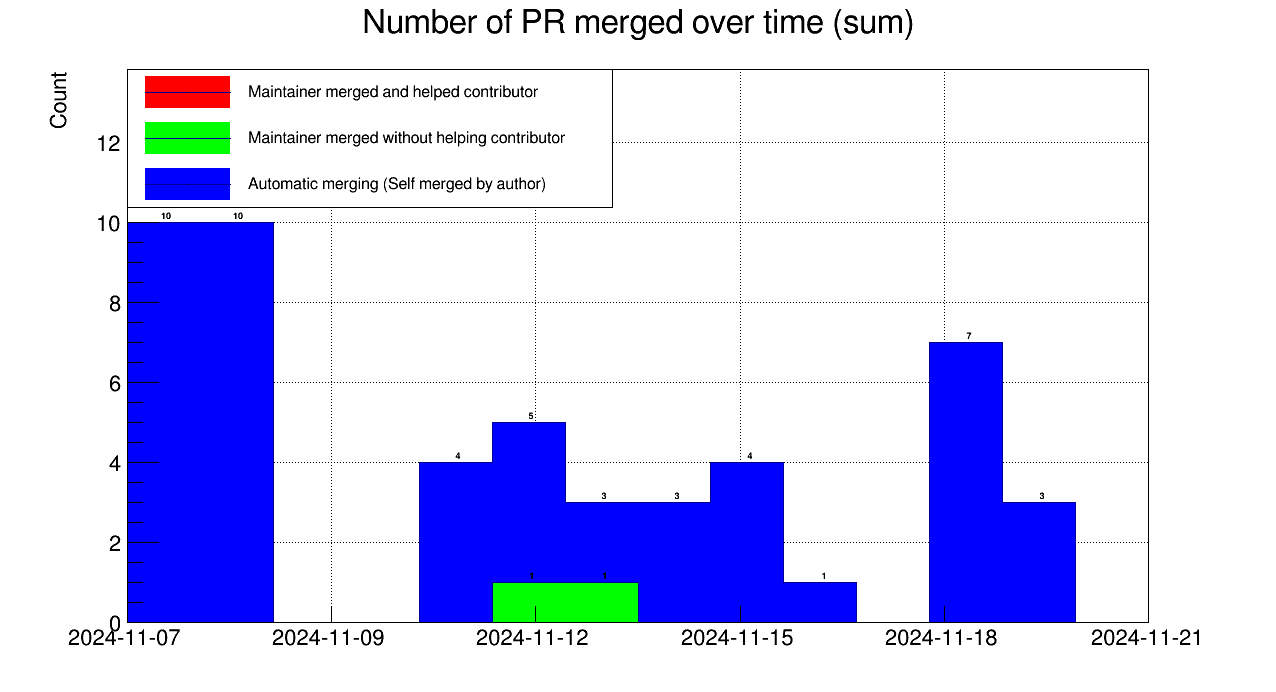 Number of PR merged over time (sum)
Count
Maintainer merged and helped contributor
Maintainer merged without helping contributor
Automatic merging (Self merged by author)
12
10
8
6
4
2
0
10 10
7
5
4 4
3 3 3
1 1 1
2024-11-07 2024-11-09 2024-11-12 2024-11-15 2024-11-18 2024-11-21